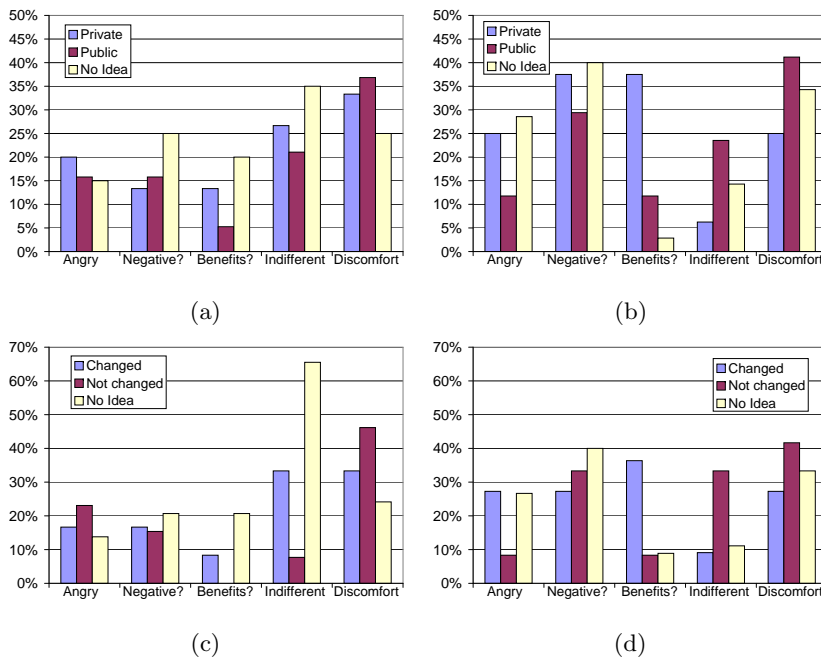 50%
45%
40%
35%
30%
25%
20%
15%
10%
5%
0%
Private
Public
No Idea
Angry Negative? Benefits? Indifferent Discomfort
(a)
50%
45%
40%
35%
30%
25%
20%
15%
10%
5%
0%
Private
Public
No Idea
Angry Negative? Benefits? Indifferent Discomfort
(b)
70%
60%
50%
40%
30%
20%
10%
0%
Changed
Not changed
No Idea
Angry Negative? Benefits? Indifferent Discomfort
(c)
70%
60%
50%
40%
30%
20%
10%
0%
Changed
Not changed
No Idea
Angry Negative? Benefits? Indifferent Discomfort
(d)